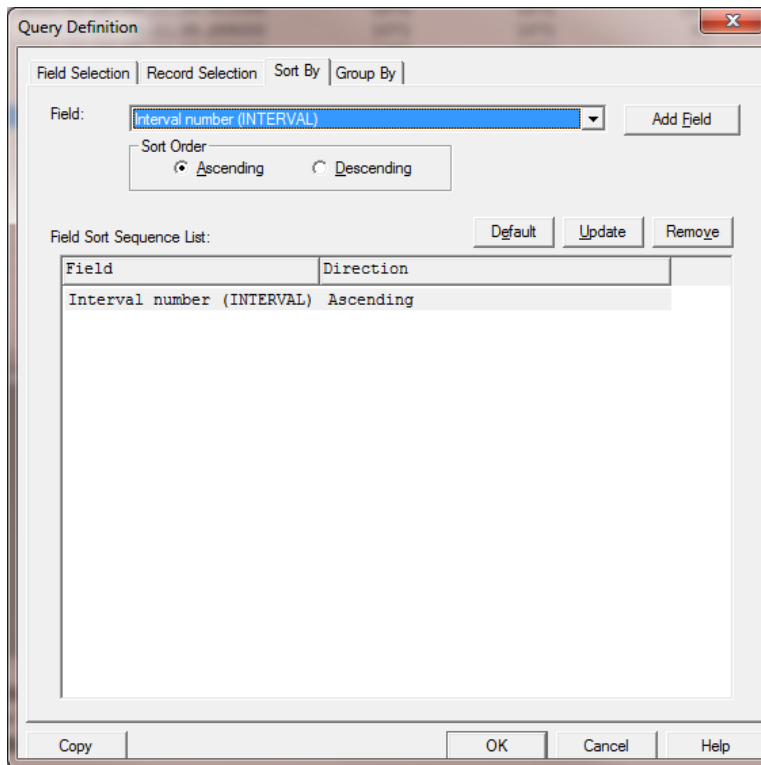 Query Definition
Field Selection Record Selection Sort By Group By
Field: Interval number (INTERVAL) Add Field
Sort Order
Ascending Descending
Field Sort Sequence List: Default Update Remove
Field Direction
Interval number (INTERVAL) Ascending
Copy OK Cancel Help